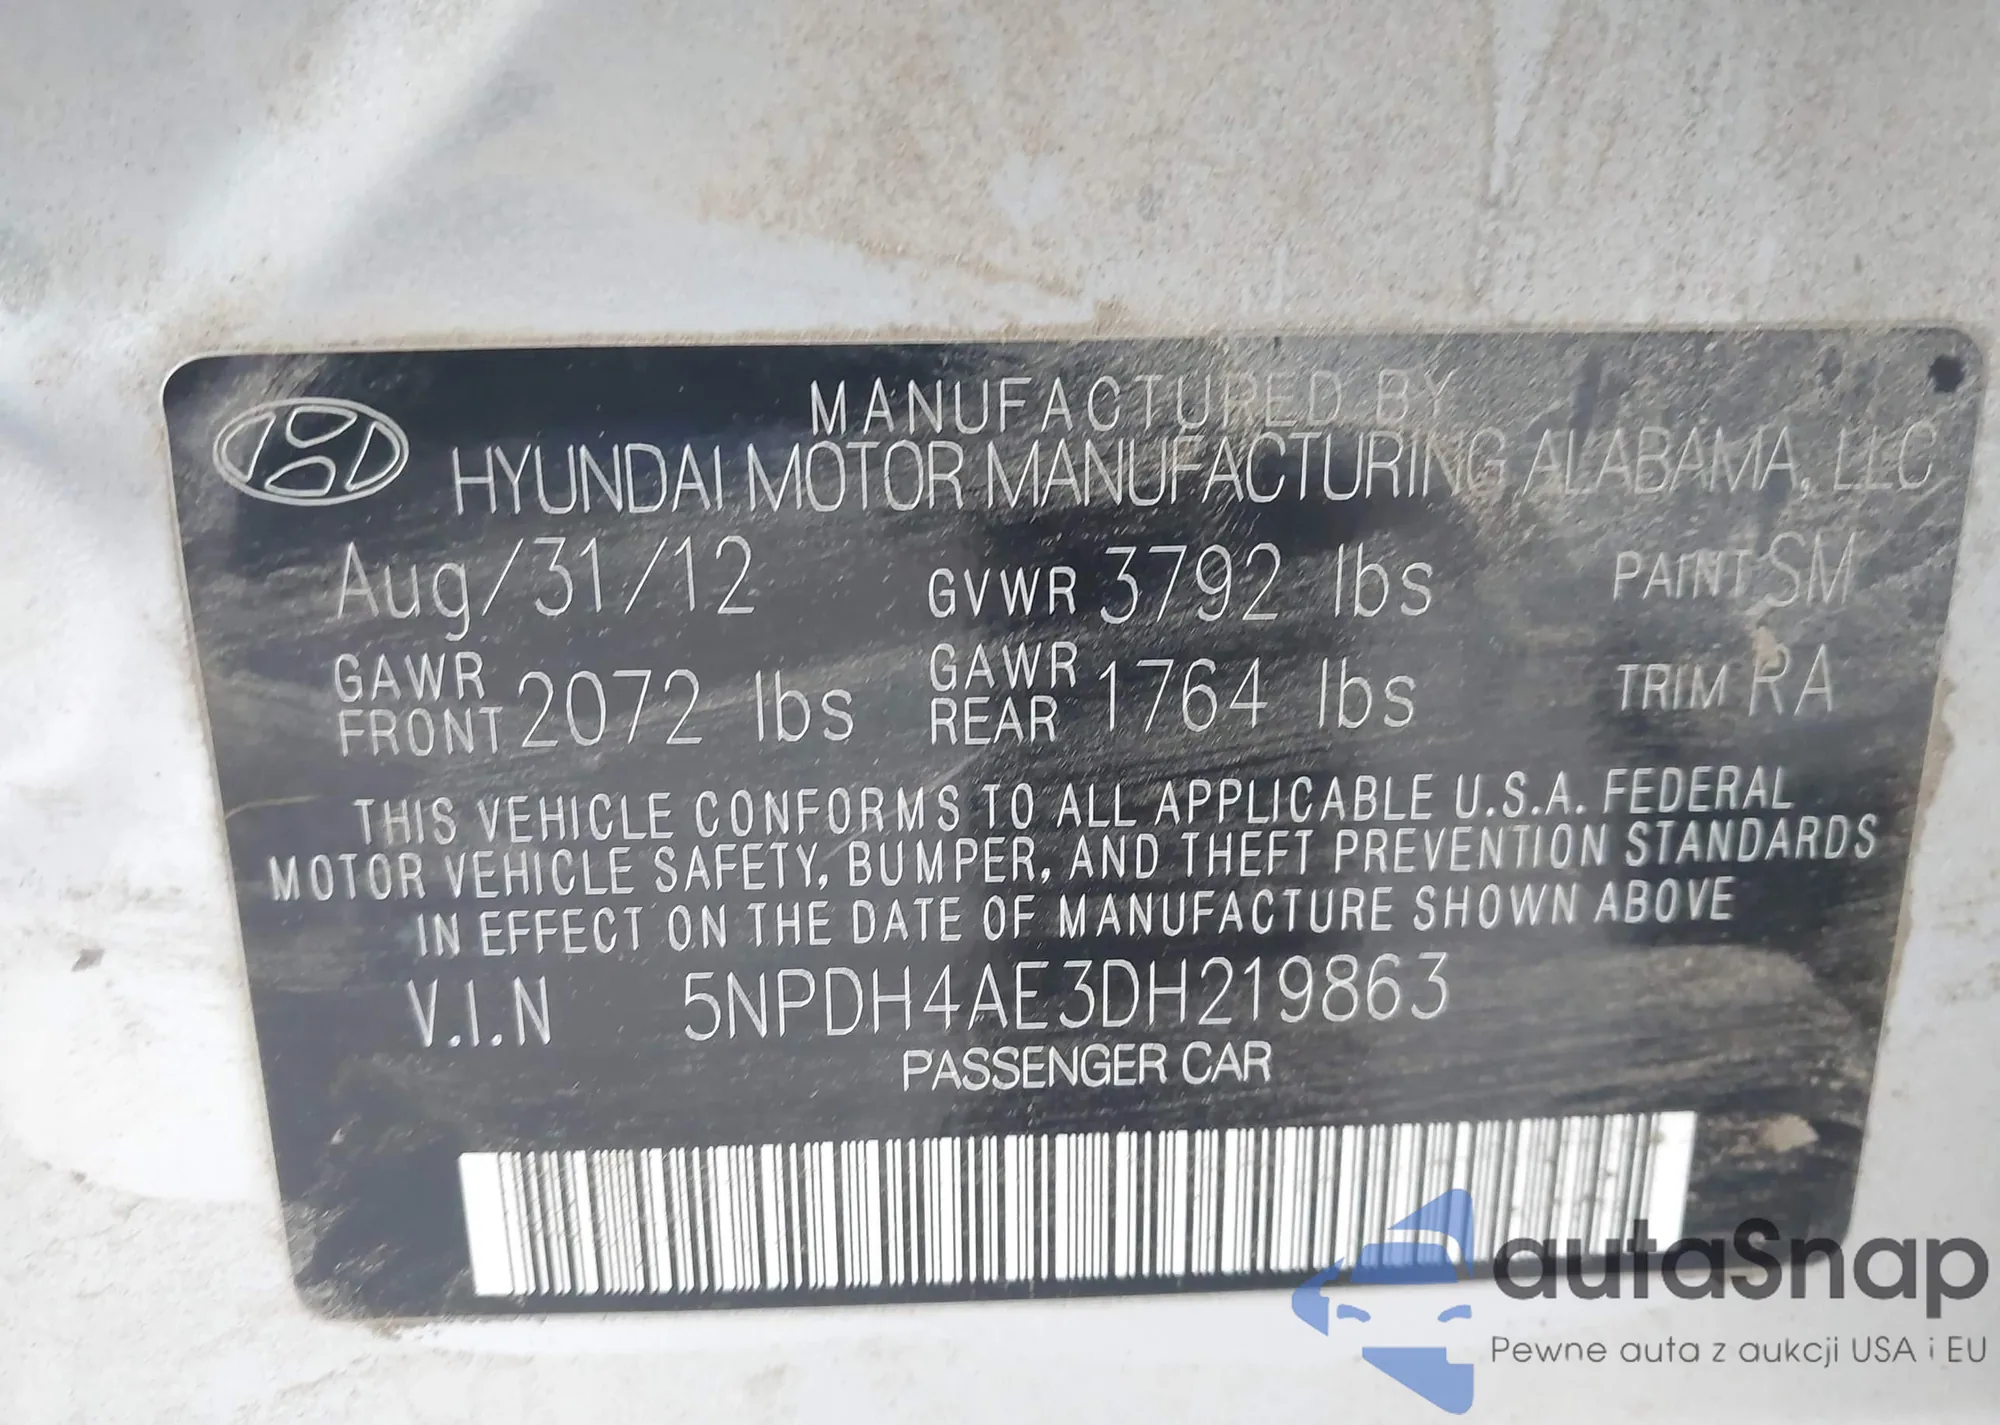 MANUFACTURED BY
HYUNDAI MOTOR MANUFACTURING ALABAMA, LLC
Aug/31/12 GVWR 3792 lbs PAINT SM
GAWR FRONT 2072 lbs GAWR REAR 1764 lbs TRIM RA
THIS VEHICLE CONFORMS TO ALL APPLICABLE U.S.A. FEDERAL
MOTOR VEHICLE SAFETY, BUMPER, AND THEFT PREVENTION STANDARDS
IN EFFECT ON THE DATE OF MANUFACTURE SHOWN ABOVE
V.I.N 5NPDH4AE3DH219863
PASSENGER CAR
autaSnap
Pewne auta z aukcji USA i EU